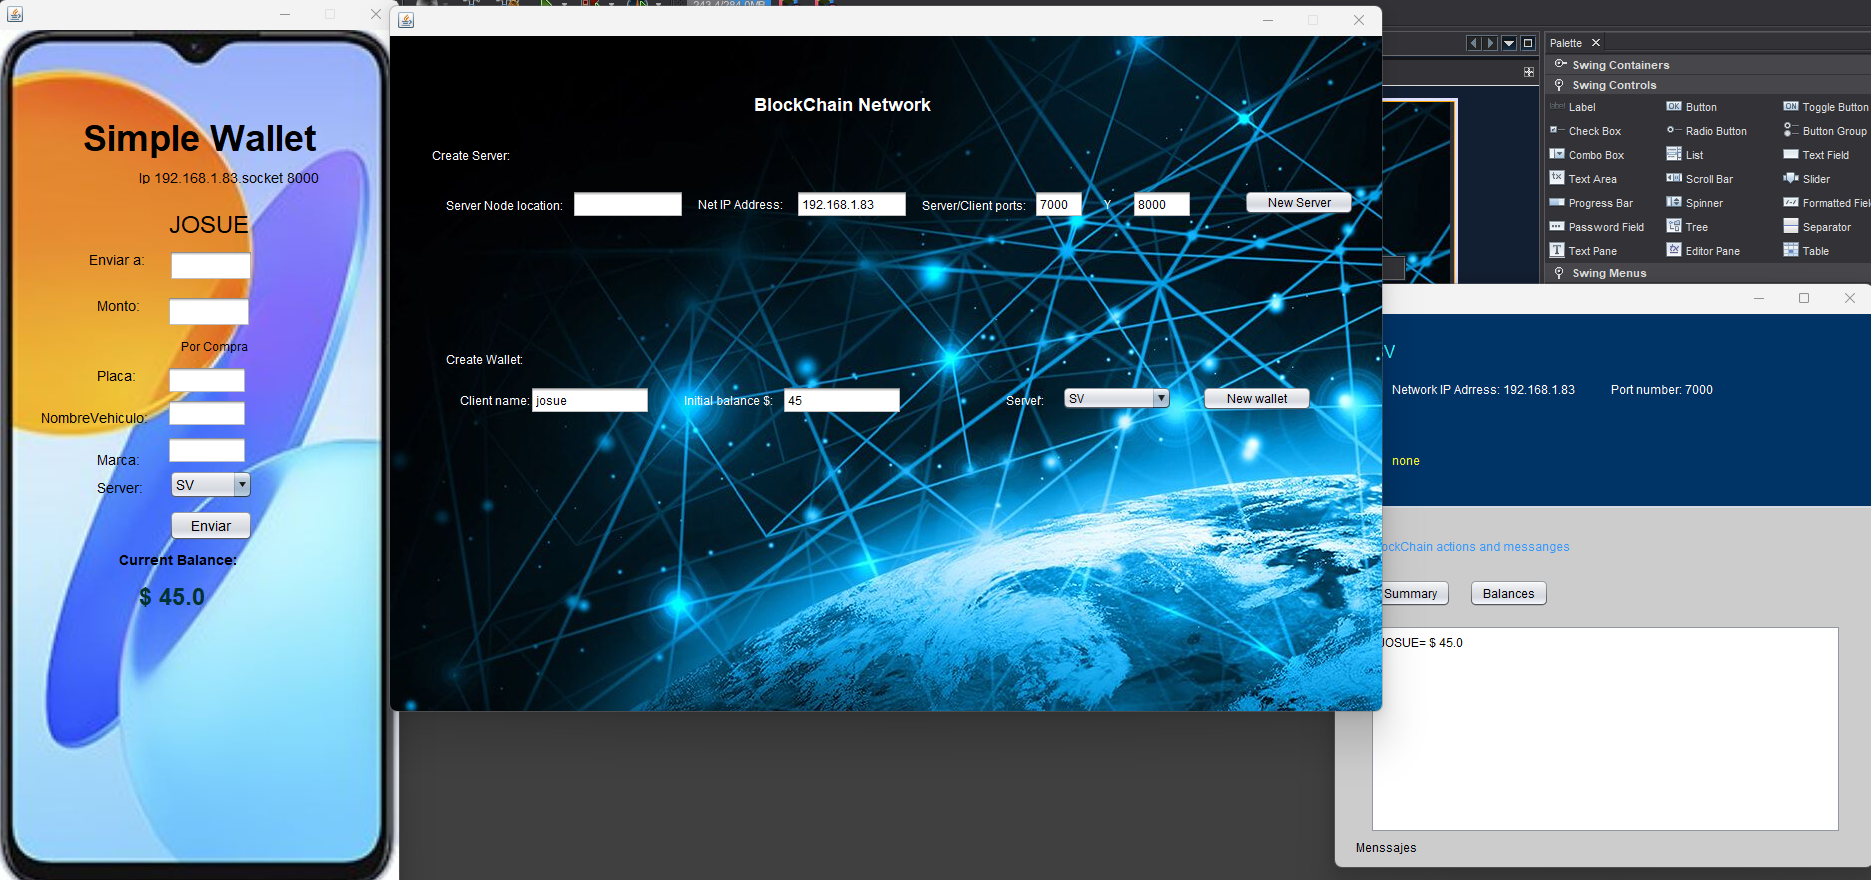 Simple Wallet
Ip 192.168.1.83.socket 8000
JOSUE
Enviar a:
Monto:
Por Compra
Placa:
NombreVehiculo:
Marca:
Server: SV
Enviar
Current Balance:
$ 45.0
BlockChain Network
Create Server:
Server Node location: Net IP Address: 192.168.1.83 Server/Client ports: 7000 Y 8000 New Server
Create Wallet:
Client name: josue Initial balance $: 45 Server: SV New wallet
Palette
Swing Containers
Swing Controls
Label Button Toggle Button
Check Box Radio Button Button Group
Combo Box List Text Field
Text Area Scroll Bar Slider
Progress Bar Spinner Formatted Fiel
Password Field Tree Separator
Text Pane Editor Pane Table
Swing Menus
Network IP Adrress: 192.168.1.83 Port number: 7000
none
ockChain actions and messanges
Summary Balances
JOSUE= $ 45.0
Menssajes